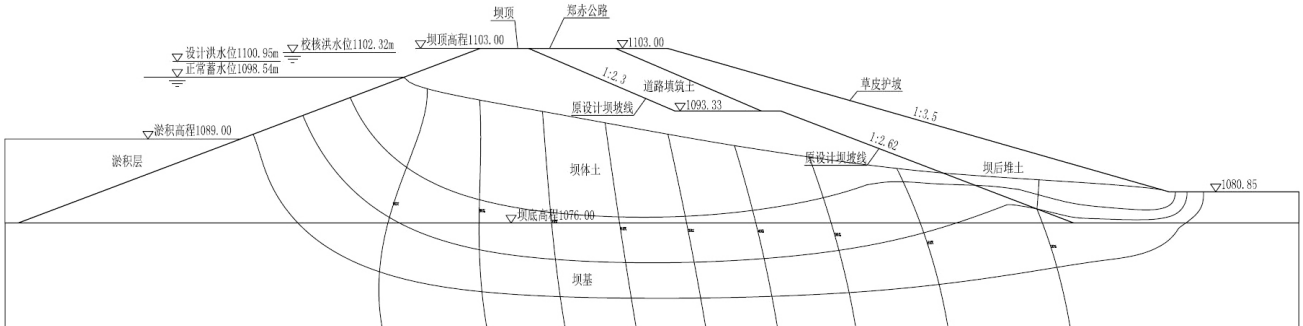 坝顶
郑赤公路
校核洪水位1102.32m
坝顶高程1103.00
1103.00
设计洪水位1100.95m
正常蓄水位1098.54m
1:2.3
道路填筑土
草皮护坡
原设计坝坡线
1093.33
1:3.5
淤积高程1089.00
1:2.62
淤积层
坝体土
原设计坝坡线
坝后堆土
1080.85
坝底高程1076.00
坝基